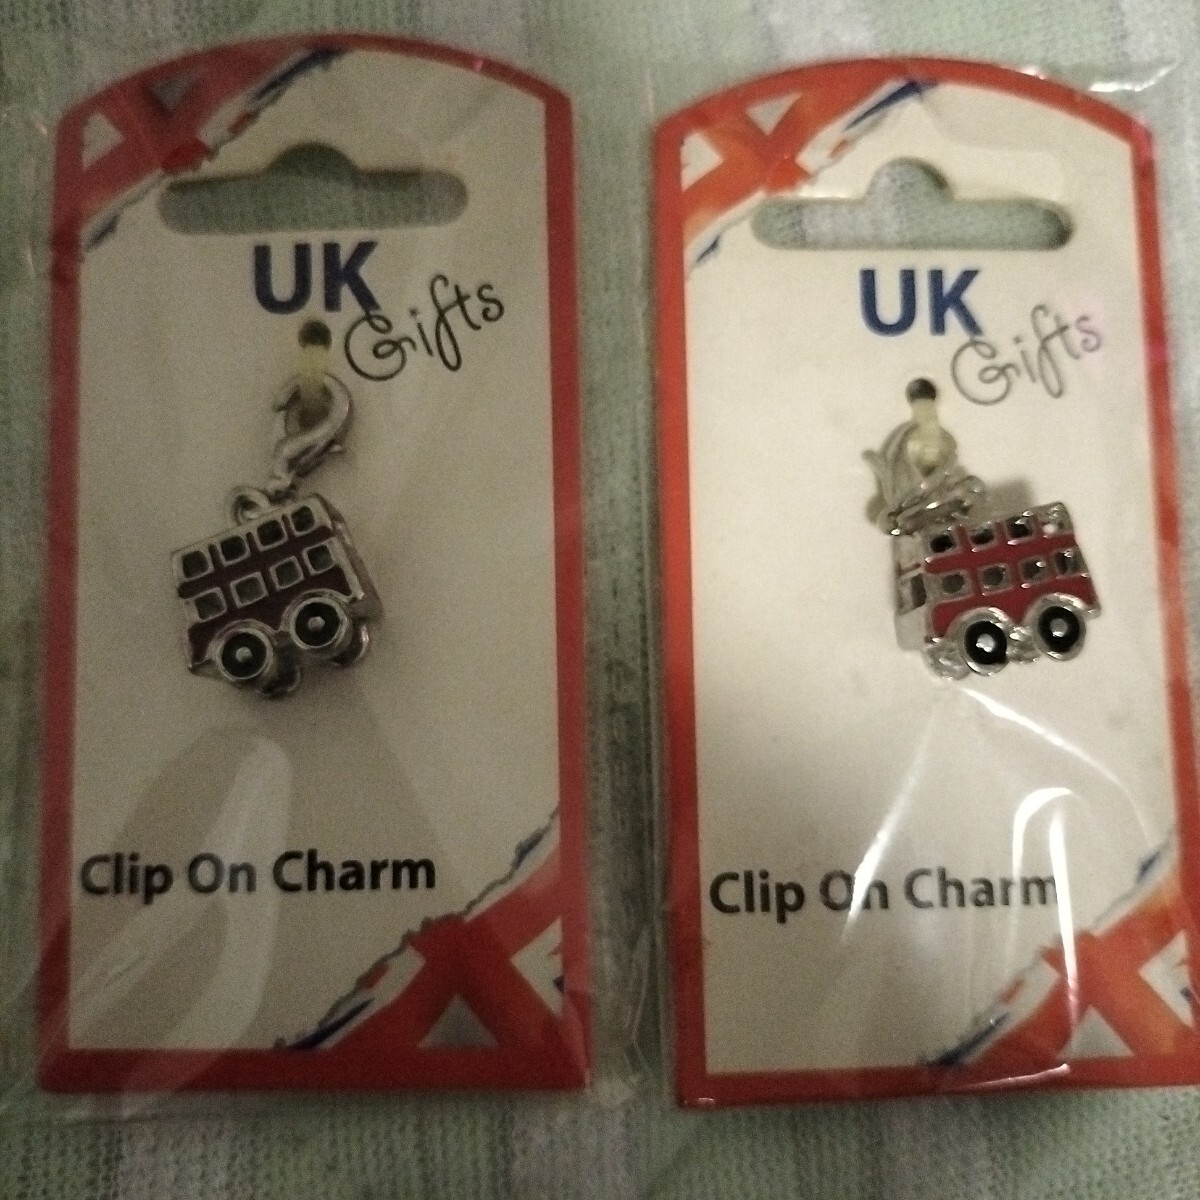 UK
Gifts
Clip On Charm
UK
Gifts
Clip On Charm